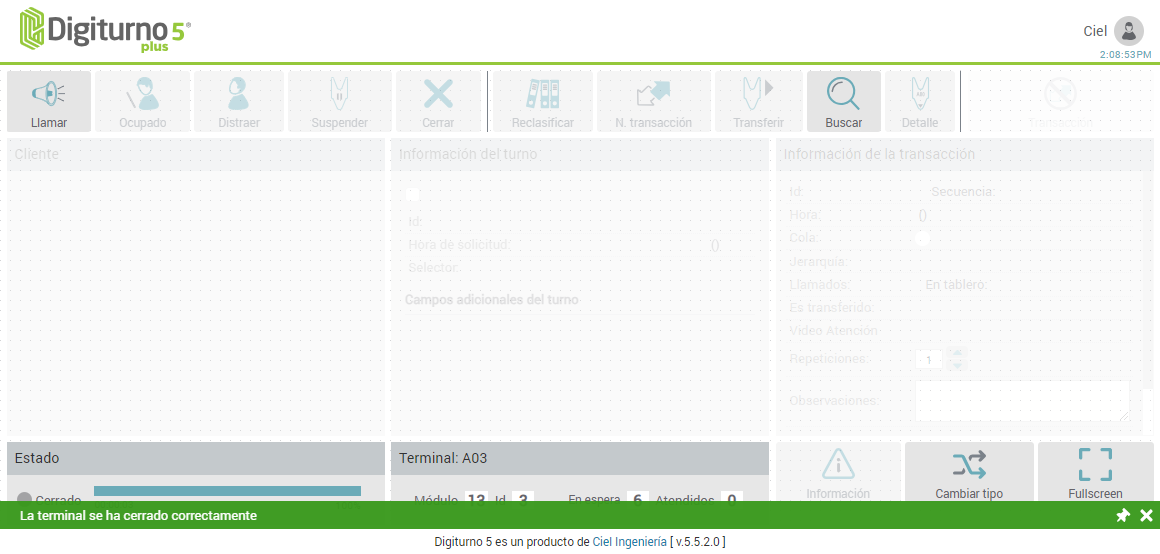 Digiturno 5®
plus
Ciel
2:08:53PM
Llamar
Ocupado
Distraer
Suspender
Cerrar
Reclasificar
N. transacción
Transferir
Buscar
Detalle
Cliente
Información del turno
Información de la transacción
Id:
Hora de solicitud:
0
Selector:
Campos adicionales del turno
Id:
Secuencia:
Hora:
0
Cola:
Jerarquía:
Llamados:
En tablero:
Es transferido:
Video Atención
Repeticiones:
1
Observaciones:
Estado
Cerrado
Terminal: A03
Módulo 13 Id 3 En espera 6 Atendidos 0
Información
Cambiar tipo
Fullscreen
La terminal se ha cerrado correctamente
Digiturno 5 es un producto de Ciel Ingeniería [ v.5.5.2.0 ]